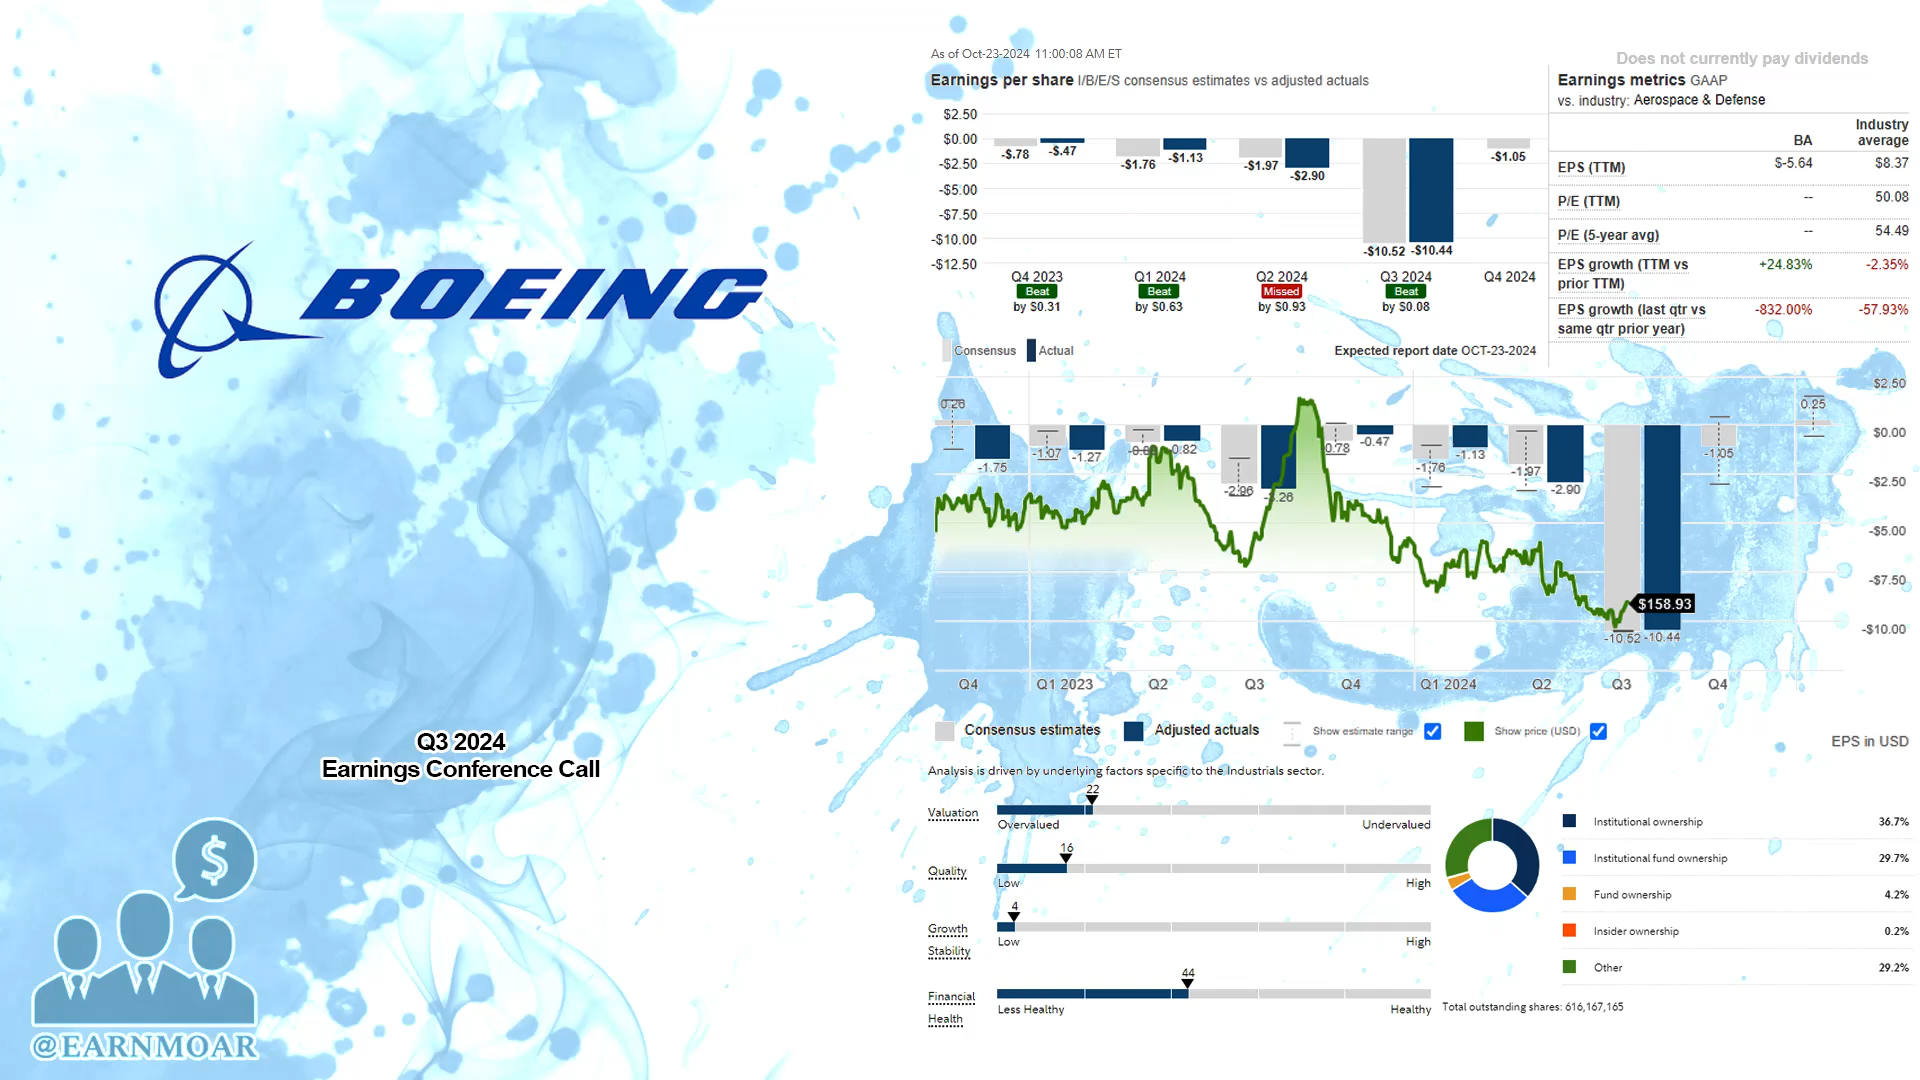 BOEING
Q3 2024
Earnings Conference Call
$
@EARNMOAR
As of Oct-23-2024 11:00:08 AM ET
Earnings per share I/B/E/S consensus estimates vs adjusted actuals
$2.50
$0.00
-$2.50
-$5.00
-$7.50
-$10.00
-$12.50
-$.78 -$.47
-$1.76 -$1.13
-$1.97 -$2.90
-$10.52 -$10.44
-$1.05
Q4 2023 Q1 2024 Q2 2024 Q3 2024 Q4 2024
Beat Beat Missed Beat
by $0.31 by $0.63 by $0.93 by $0.08
Consensus Actual
Expected report date OCT-23-2024
Does not currently pay dividends
Earnings metrics GAAP
vs. industry: Aerospace & Defense
BA Industry average
EPS (TTM) $-5.64 $8.37
P/E (TTM) -- 50.08
P/E (5-year avg) -- 54.49
EPS growth (TTM vs prior TTM) +24.83% -2.35%
EPS growth (last qtr vs same qtr prior year) -832.00% -57.93%
$2.50
$0.00
-$2.50
-$5.00
-$7.50
-$10.00
0.26 -1.75 -1.07 -1.27 0.82 -2.96 -3.26 0.78 -0.47 -1.76 -1.13 -1.97 -2.90 -10.52 -10.44 -1.05 0.25
$158.93
Q4 Q1 2023 Q2 Q3 Q4 Q1 2024 Q2 Q3 Q4
Consensus estimates Adjusted actuals Show estimate range Show price (USD)
EPS in USD
Analysis is driven by underlying factors specific to the Industrials sector.
Valuation 22
Overvalued Undervalued
Quality 16
Low High
Growth Stability 4
Low High
Financial Health 44
Less Healthy Healthy
Institutional ownership 36.7%
Institutional fund ownership 29.7%
Fund ownership 4.2%
Insider ownership 0.2%
Other 29.2%
Total outstanding shares: 616,167,165